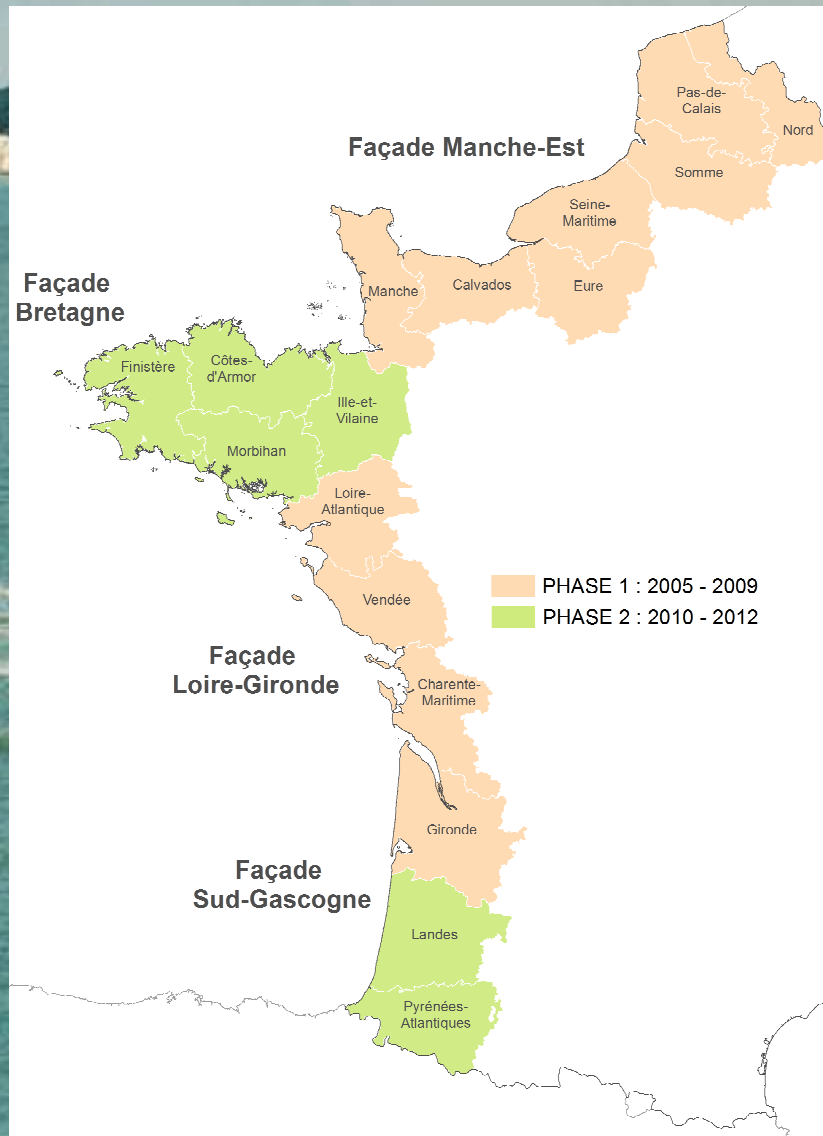 Pas-de-
Calais
Nord
Façade Manche-Est
Somme
Seine-
Maritime
Manche
Calvados
Eure
Façade
Bretagne
Finistère
Côtes-
d'Armor
Ille-et-
Vilaine
Morbihan
Loire-
Atlantique
PHASE 1 : 2005 - 2009
PHASE 2 : 2010 - 2012
Vendée
Façade
Loire-Gironde
Charente-
Maritime
Gironde
Façade
Sud-Gascogne
Landes
Pyrénées-
Atlantiques